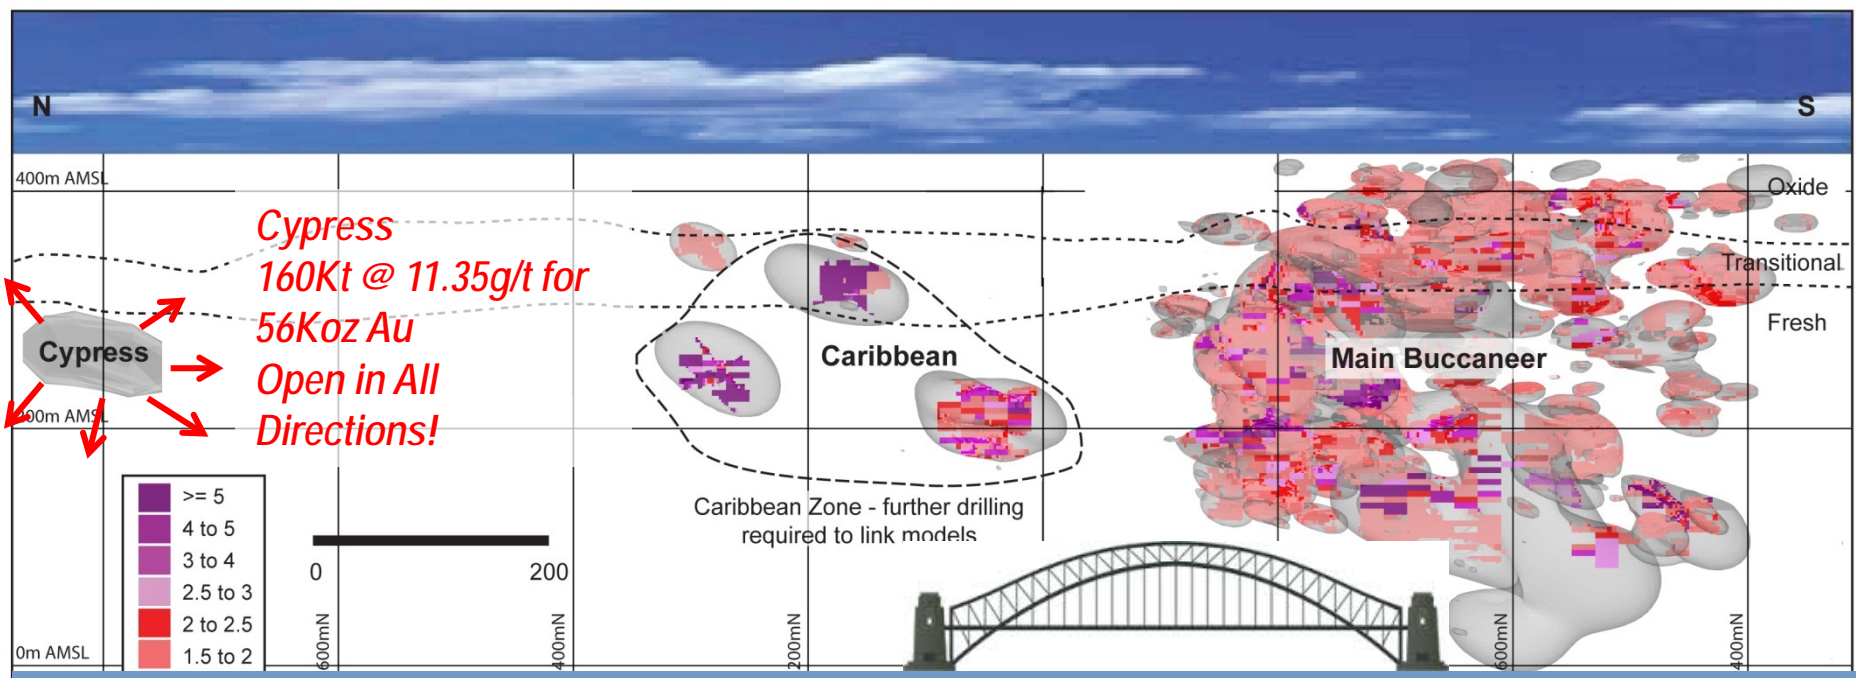 N
S
400m AMSL
Oxide
Cypress
160Kt @ 11.35g/t for
56Koz Au
Open in All
Directions!
Transitional
Fresh
Cypress
Caribbean
Main Buccaneer
200m AMSL
Caribbean Zone - further drilling
required to link models
>= 5
4 to 5
3 to 4
2.5 to 3
2 to 2.5
1.5 to 2
0
200
0m AMSL
600mN
400mN
200mN
600mN
400mN